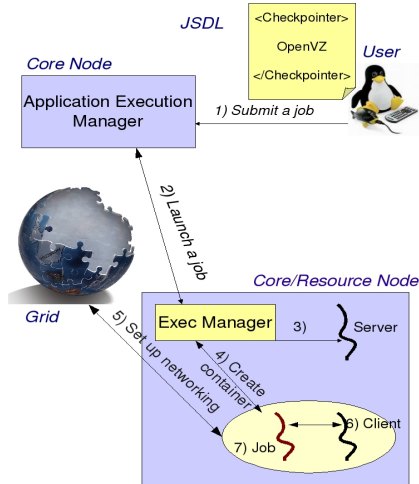 JSDL
<Checkpointer>
OpenVZ
</Checkpointer>
User
Core Node
Application Execution
Manager
1) Submit a job
2) Launch a job
Core/Resource Node
Grid
Exec Manager
3)
Server
4) Create
container
5) Set up networking
6) Client
7) Job